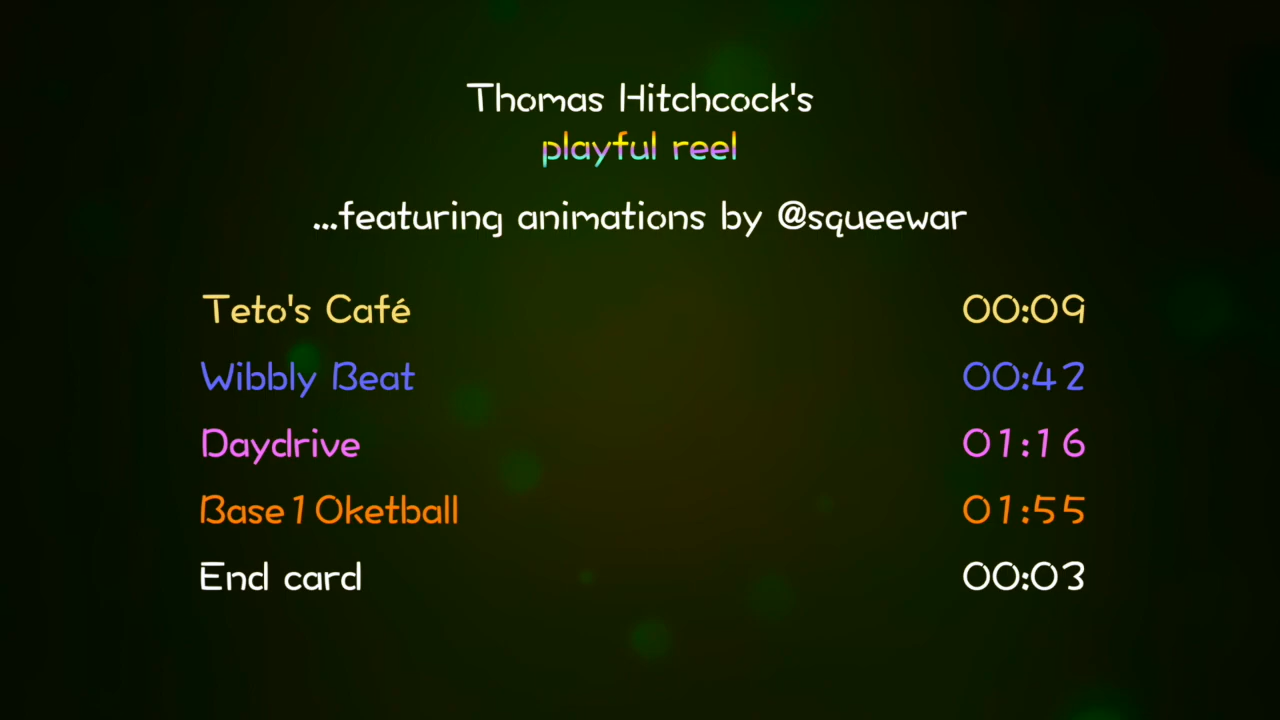 Thomas Hitchcock's
playful reel
...featuring animations by @squeewar
Teto's Café 00:09
Wibbly Beat 00:42
Daydrive 01:16
Base10ketball 01:55
End card 00:03